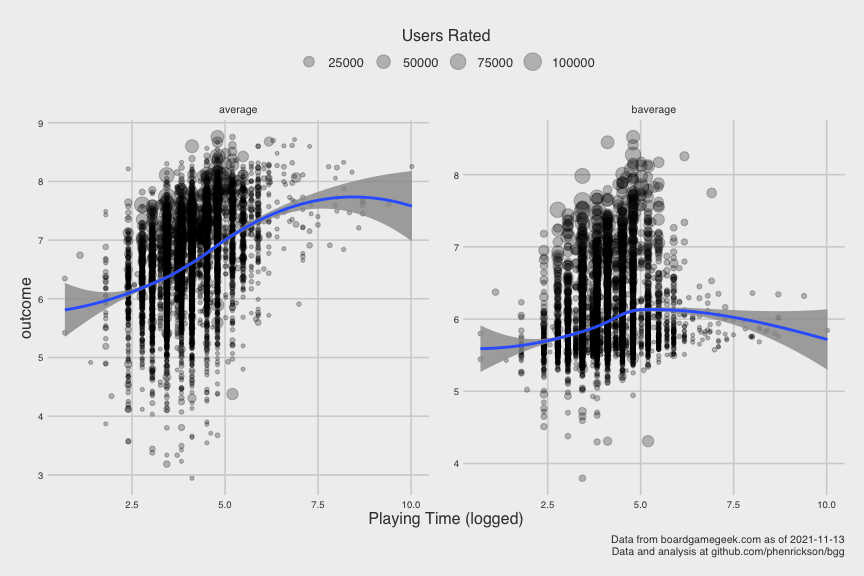 Users Rated
25000 50000 75000 100000
average
baverage
9
8
7
6
5
4
3
outcome
8
7
6
5
4
2.5 5.0 7.5 10.0
2.5 5.0 7.5 10.0
Playing Time (logged)
Data from boardgamegeek.com as of 2021-11-13
Data and analysis at github.com/phenrickson/bgg